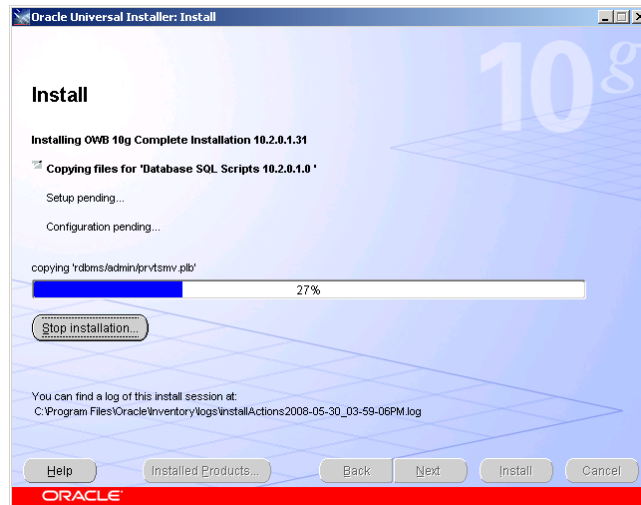 Oracle Universal Installer: Install
10g
Install
Installing OWB 10g Complete Installation 10.2.0.1.31
Copying files for 'Database SQL Scripts 10.2.0.1.0 '
Setup pending...
Configuration pending...
copying 'rdbms/admin/prvtsmv.plb'
27%
Stop installation...
You can find a log of this install session at:
C:\Program Files\Oracle\Inventory\logs\installActions2008-05-30_03-59-06PM.log
Help Installed Products... Back Next Install Cancel
ORACLE